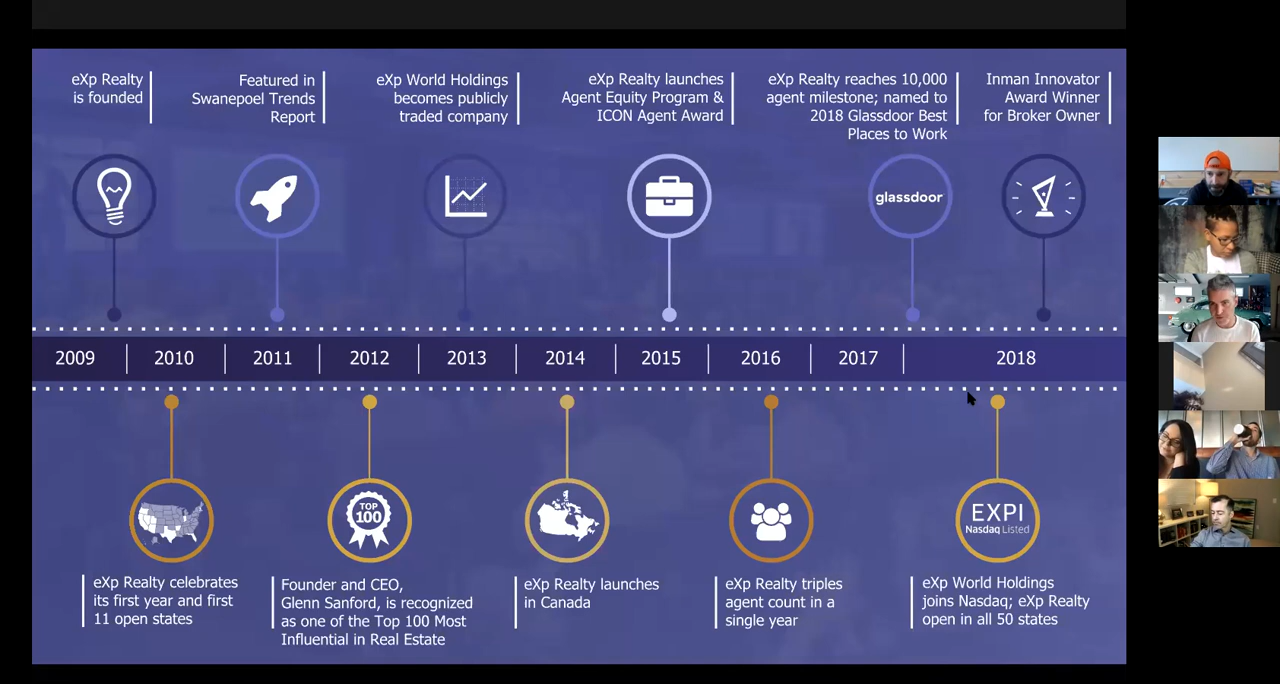 eXp Realty
is founded
Featured in
Swanepoel Trends
Report
eXp World Holdings
becomes publicly
traded company
eXp Realty launches
Agent Equity Program &
ICON Agent Award
eXp Realty reaches 10,000
agent milestone; named to
2018 Glassdoor Best
Places to Work
Inman Innovator
Award Winner
for Broker Owner
glassdoor
2009 2010 2011 2012 2013 2014 2015 2016 2017 2018
TOP
100
EXPI
Nasdaq Listed
eXp Realty celebrates
its first year and first
11 open states
Founder and CEO,
Glenn Sanford, is recognized
as one of the Top 100 Most
Influential in Real Estate
eXp Realty launches
in Canada
eXp Realty triples
agent count in a
single year
eXp World Holdings
joins Nasdaq; eXp Realty
open in all 50 states